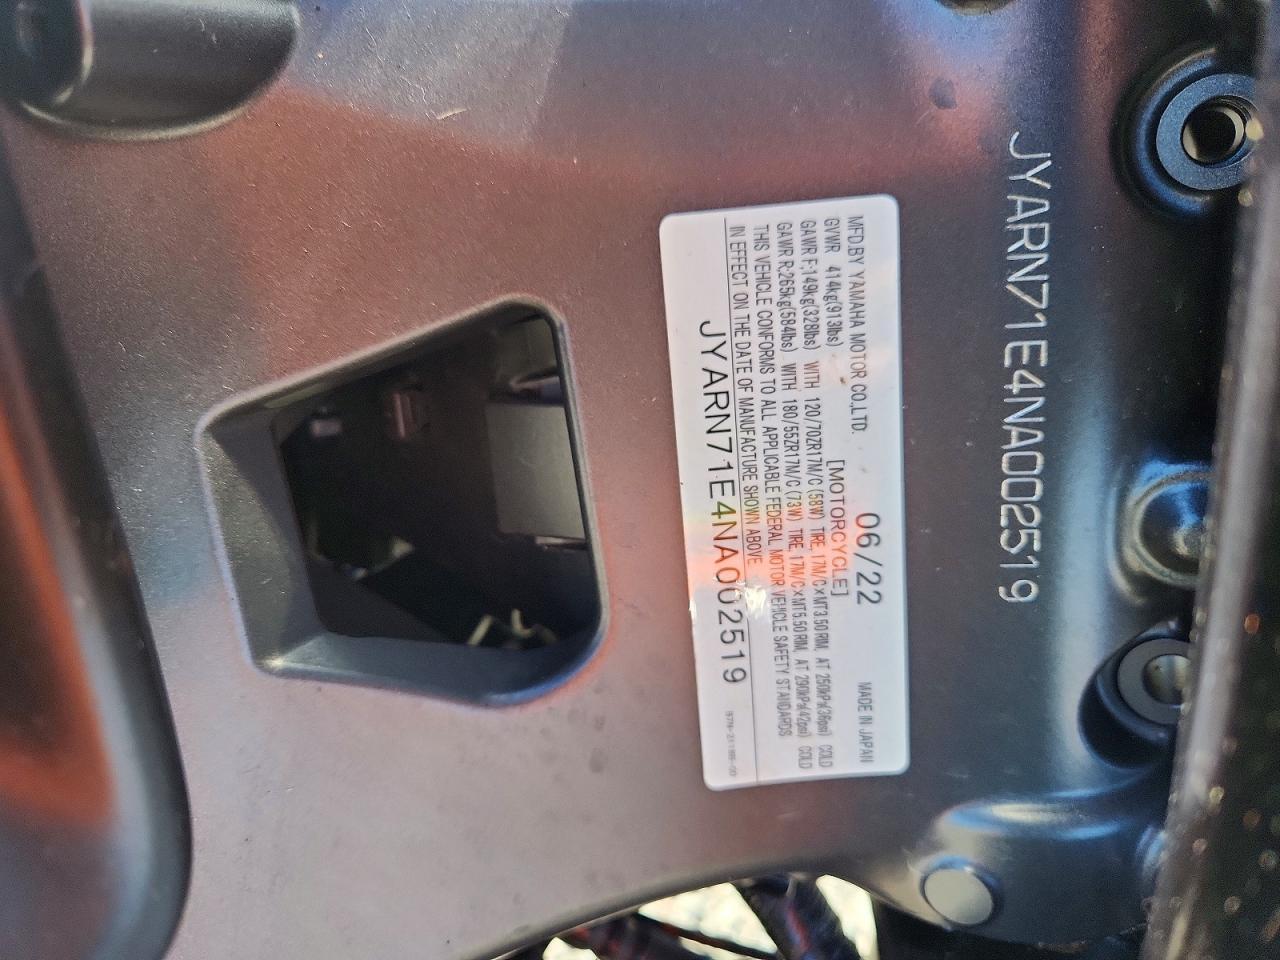 JYARN71E4NA002519
MFD.BY YAMAHA MOTOR CO.,LTD. 06/22 MADE IN JAPAN
GVWR 414kg(913lbs) [MOTORCYCLE]
GAWR F;149kg(328lbs) WITH 120/70ZR17M/C (58W) TIRE, 17M/C×MT3.50 RIM, AT 250kPa(36psi) COLD
GAWR R;265kg(584lbs) WITH 180/55ZR17M/C (73W) TIRE, 17M/C×MT5.50 RIM, AT 290kPa(42psi) COLD
THIS VEHICLE CONFORMS TO ALL APPLICABLE FEDERAL MOTOR VEHICLE SAFETY STANDARDS
IN EFFECT ON THE DATE OF MANUFACTURE SHOWN ABOVE.
JYARN71E4NA002519